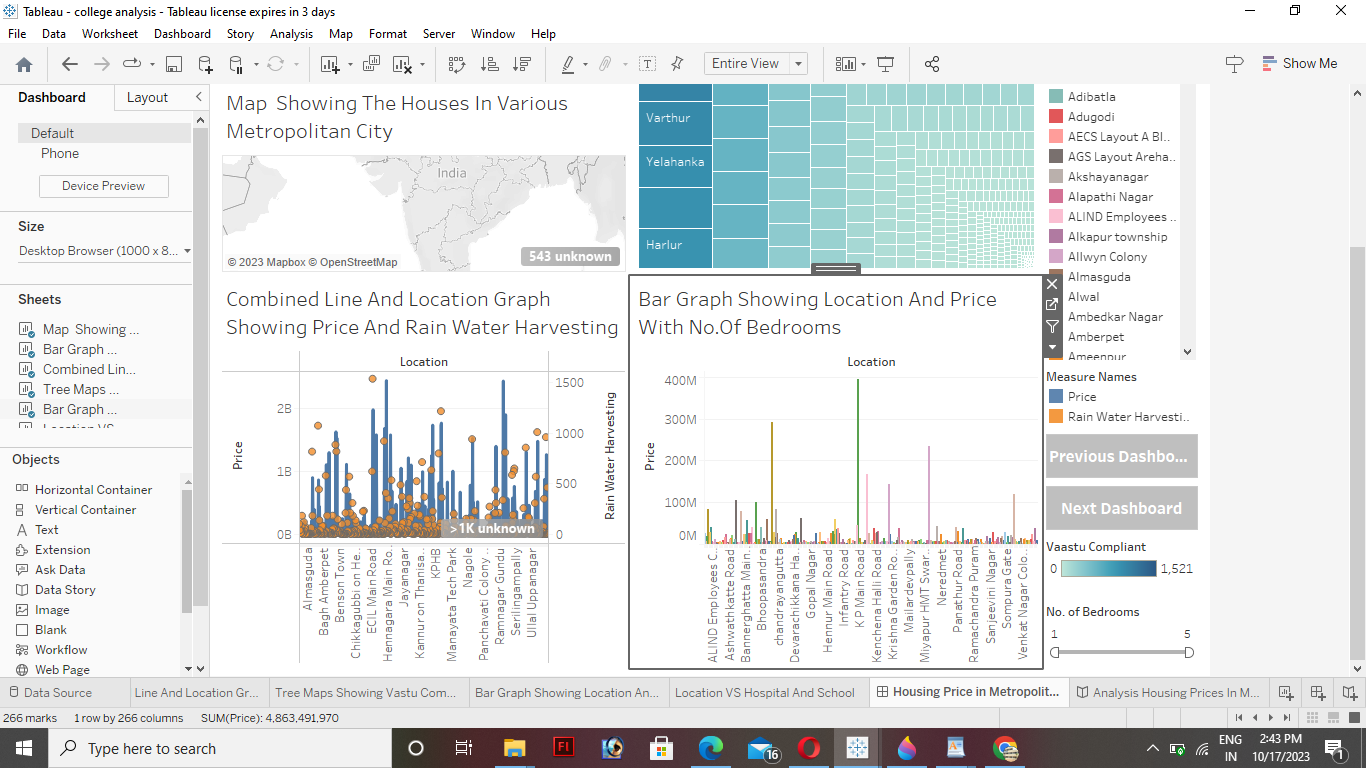 Tableau - college analysis - Tableau license expires in 3 days
File Data Worksheet Dashboard Story Analysis Map Format Server Window Help
Entire View
Show Me
Dashboard Layout
Default
Phone
Device Preview
Size
Desktop Browser (1000 x 8...
Sheets
Map Showing ...
Bar Graph ...
Combined Lin...
Tree Maps ...
Bar Graph ...
Location VS
Objects
Horizontal Container
Vertical Container
Text
Extension
Ask Data
Data Story
Image
Blank
Workflow
Web Page
Map Showing The Houses In Various
Metropolitan City
India
543 unknown
© 2023 Mapbox © OpenStreetMap
Varthur
Yelahanka
Harlur
Combined Line And Location Graph
Showing Price And Rain Water Harvesting
Location
2B
1B
0B
Price
1500
1000
500
0
Rain Water Harvesting
>1K unknown
Almasguda
Bagh Amberpet
Benson Town
Chikkagubbi on He..
ECIL Main Road
Hennagara Main Ro..
Jayanagar
Kannur on Thanisa..
KPHB
Manayata Tech Park
Nagole
Panchavati Colony ..
Ramnagar Gundu
Serilingampally
Ullal Uppanagar
Bar Graph Showing Location And Price
With No.Of Bedrooms
Location
400M
300M
200M
100M
0M
Price
ALIND Employees C..
Ashwathkatte Road
Bannerghatta Main ..
Bhoopasandra
chandrayangutta
Devarachikkana Ha..
Gopal Nagar
Hennur Main Road
Infantry Road
K P Main Road
Kenchena Halli Road
Krishna Garden Ro..
Mailardevpally
Miyapur HMT Swar..
Neredmet
Panathur Road
Ramachandra Puram
Sanjeevini Nagar
Sompura Gate
Venkat Nagar Colo..
Adibatla
Adugodi
AECS Layout A Bl..
AGS Layout Areha..
Akshayanagar
Alapathi Nagar
ALIND Employees ..
Alkapur township
Allwyn Colony
Almasguda
Alwal
Ambedkar Nagar
Amberpet
Ameenpur
Measure Names
Price
Rain Water Harvesti..
Previous Dashbo...
Next Dashboard
Vaastu Compliant
0 1,521
No. of Bedrooms
1 5
Data Source Line And Location Gr... Tree Maps Showing Vastu Com... Bar Graph Showing Location An... Location VS Hospital And School Housing Price in Metropolit... Analysis Housing Prices In M...
266 marks 1 row by 266 columns SUM(Price): 4,863,491,970
Type here to search
Fl
16
ENG
IN
2:43 PM
10/17/2023
1